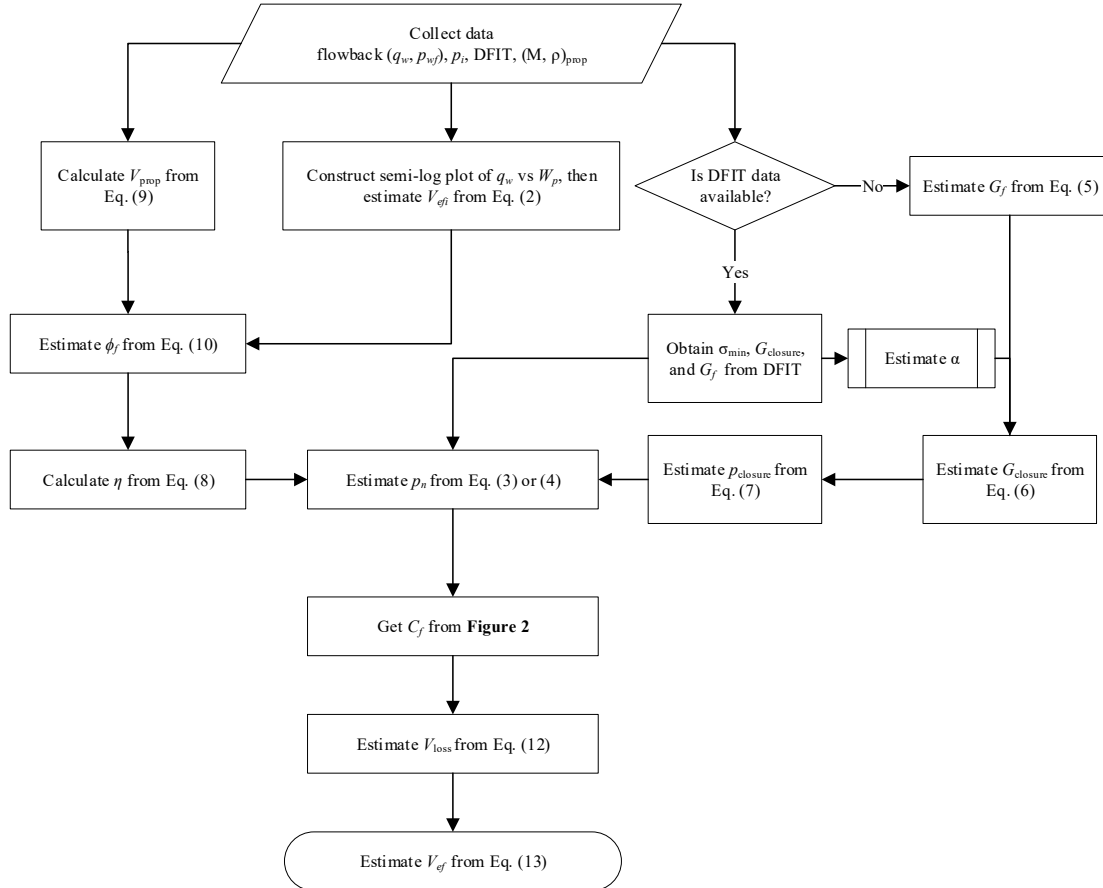 Collect data
flowback (q_w, p_wf), p_i, DFIT, (M, ρ)_prop
Calculate V_prop from
Eq. (9)
Construct semi-log plot of q_w vs W_p, then
estimate V_efi from Eq. (2)
Is DFIT data
available?
No
Estimate G_f from Eq. (5)
Yes
Estimate ϕ_f from Eq. (10)
Obtain σ_min, G_closure,
and G_f from DFIT
Estimate α
Calculate η from Eq. (8)
Estimate p_n from Eq. (3) or (4)
Estimate p_closure from
Eq. (7)
Estimate G_closure from
Eq. (6)
Get C_f from Figure 2
Estimate V_loss from Eq. (12)
Estimate V_ef from Eq. (13)